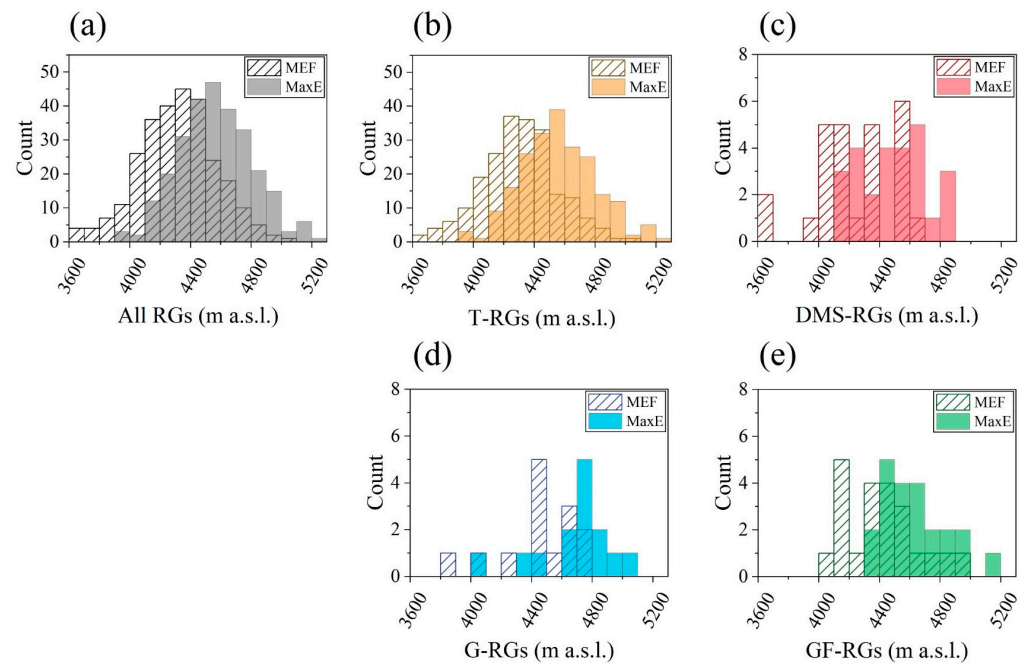 (a)
(b)
(c)
MEF
MaxE
MEF
MaxE
MEF
MaxE
50
40
30
20
10
0
Count
3600
4000
4400
4800
5200
All RGs (m a.s.l.)
50
40
30
20
10
0
Count
3600
4000
4400
4800
5200
T-RGs (m a.s.l.)
8
6
4
2
0
Count
3600
4000
4400
4800
5200
DMS-RGs (m a.s.l.)
(d)
(e)
MEF
MaxE
MEF
MaxE
8
6
4
2
0
Count
3600
4000
4400
4800
5200
G-RGs (m a.s.l.)
8
6
4
2
0
Count
3600
4000
4400
4800
5200
GF-RGs (m a.s.l.)